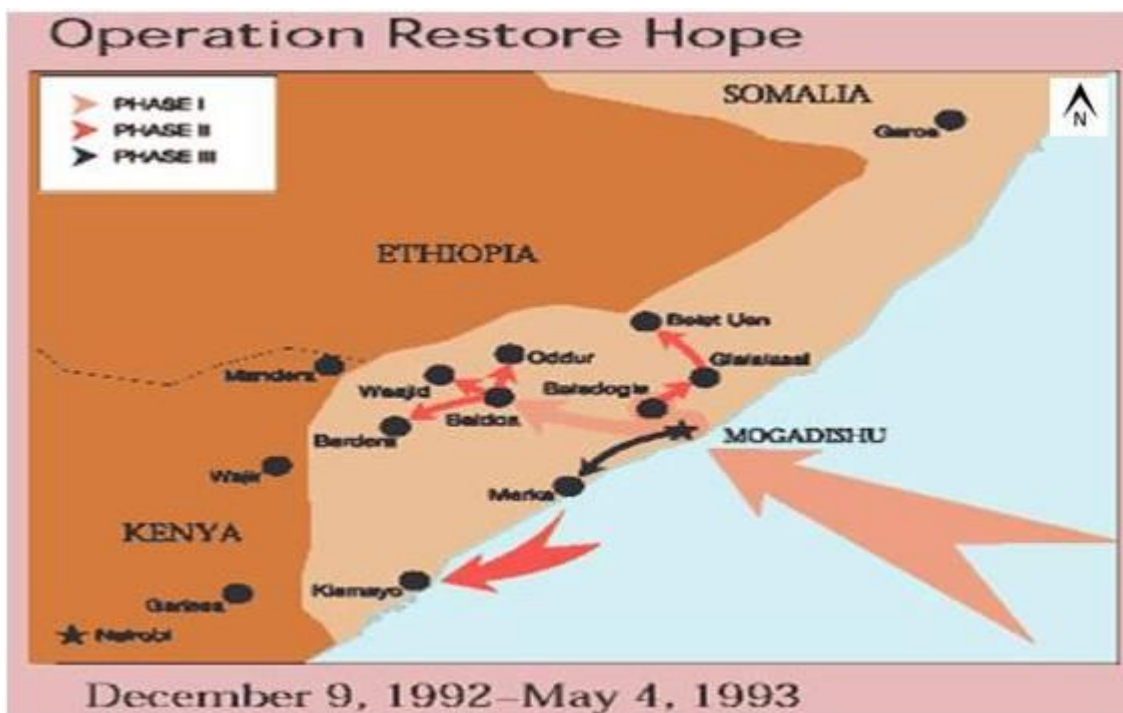 Operation Restore Hope
PHASE I
PHASE II
PHASE III
SOMALIA
N
Garoe
ETHIOPIA
Belet Uen
Oddur
Mandera
Gialalassi
Waajid
Baledogle
Baidoa
Bardera
MOGADISHU
Wajir
Merka
KENYA
Kismayo
Garissa
Nairobi
December 9, 1992–May 4, 1993